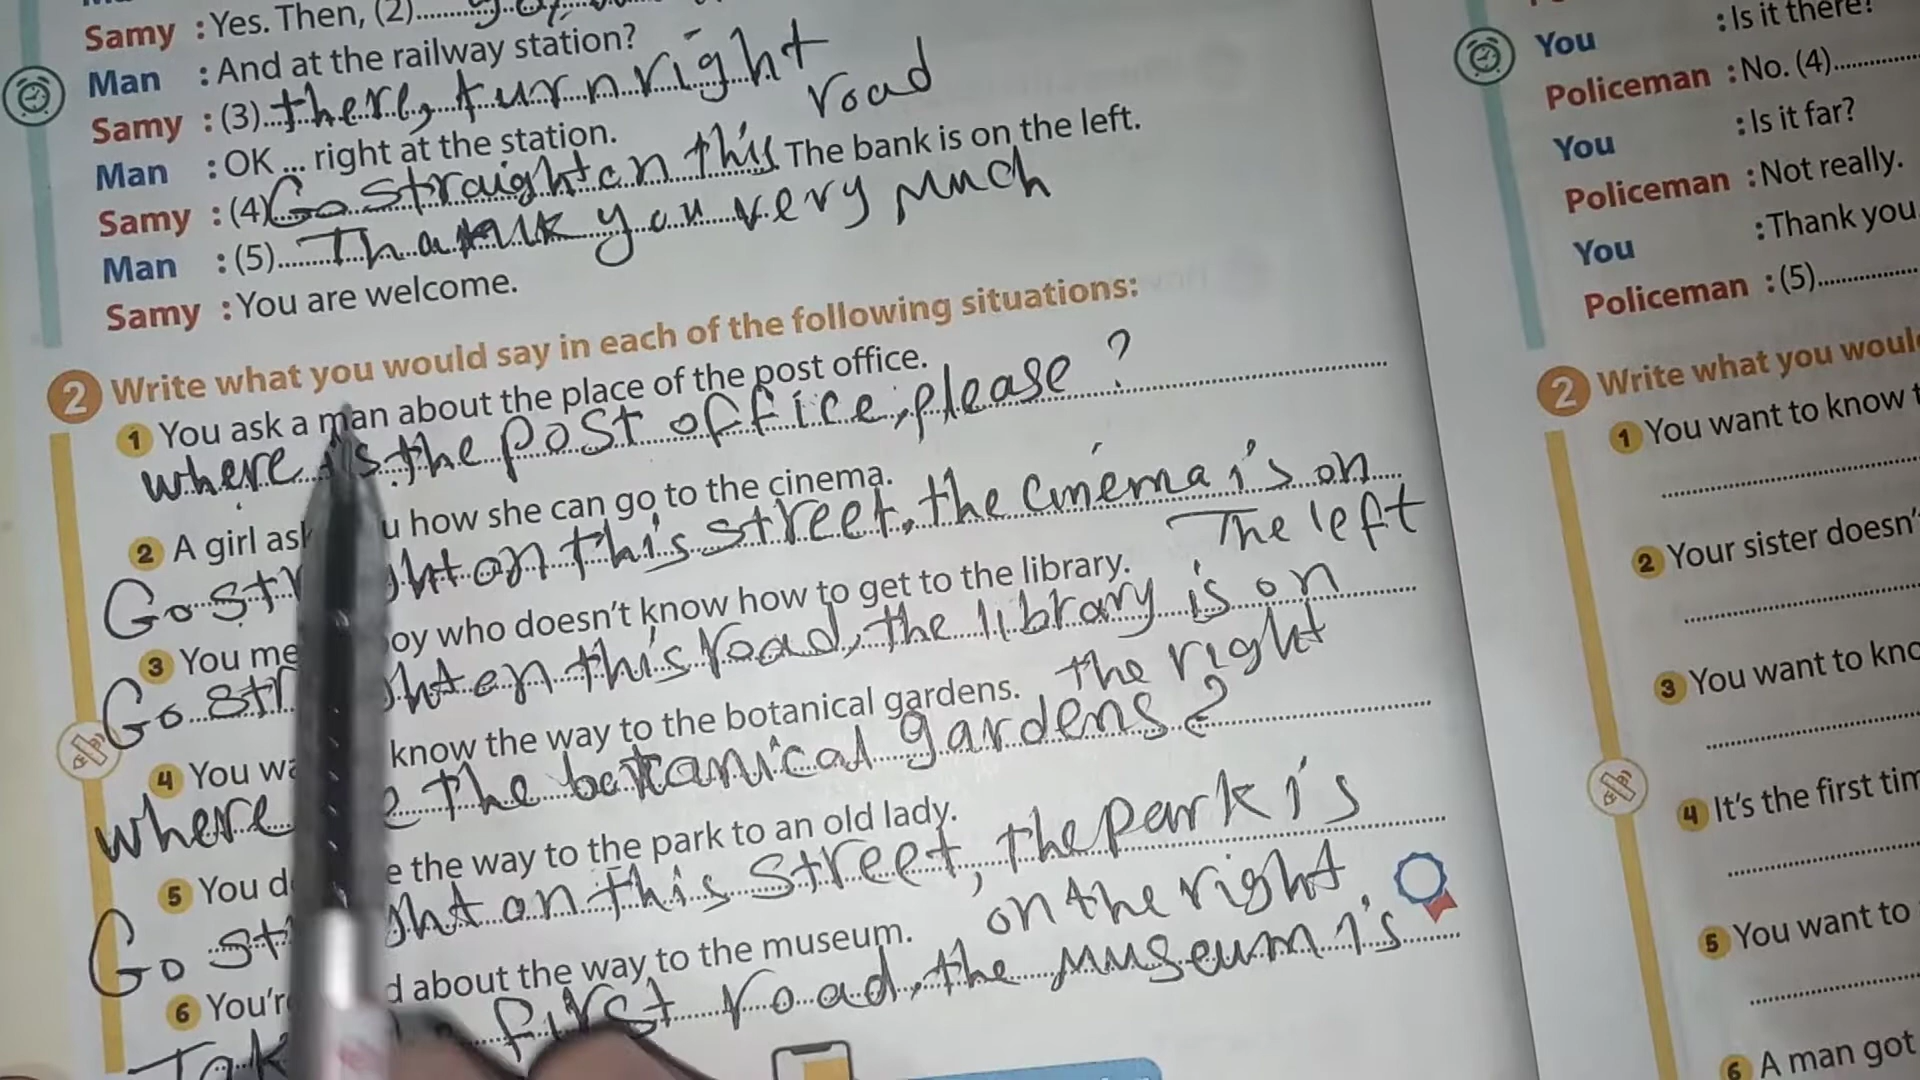 Samy : Yes. Then, (2)
Man : And at the railway station?
Samy : (3) there, turn right
road
Man : OK ... right at the station.
Samy : (4) Go straight on this The bank is on the left.
Man : (5) Thank you very much
Samy : You are welcome.
2 Write what you would say in each of the following situations:
1 You ask a man about the place of the post office.
where is the post office, please ?
2 A girl ask u how she can go to the cinema.
Go str ght on this street, the cinema is on
The left
3 You me oy who doesn't know how to get to the library.
Go str ght on this road, the library is on
the right
4 You wa know the way to the botanical gardens.
where e the botanical gardens ?
5 You d e the way to the park to an old lady.
Go st ght on this street, the park is
on the right.
6 You're d about the way to the museum.
Tak first road, the museum is
You : Is it there?
Policeman : No. (4)
You : Is it far?
Policeman : Not really.
You : Thank you
Policeman : (5)
2 Write what you woul
1 You want to know t
2 Your sister doesn't
3 You want to kno
4 It's the first tim
5 You want to
6 A man got